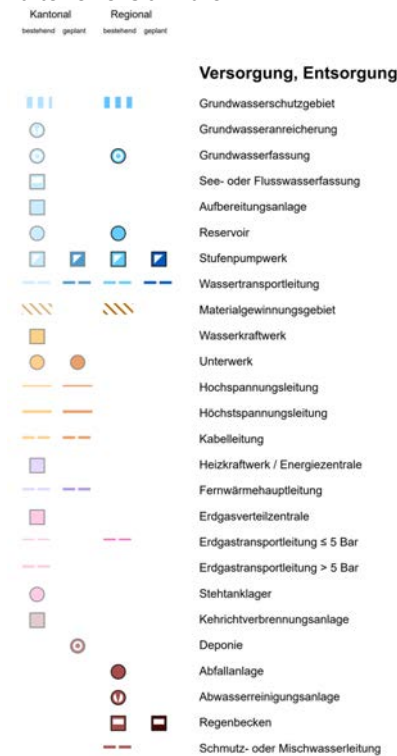 Kantonal Regional
bestehend geplant bestehend geplant
Versorgung, Entsorgung
Grundwasserschutzgebiet
Grundwasseranreicherung
Grundwasserfassung
See- oder Flusswasserfassung
Aufbereitungsanlage
Reservoir
Stufenpumpwerk
Wassertransportleitung
Materialgewinnungsgebiet
Wasserkraftwerk
Unterwerk
Hochspannungsleitung
Höchstspannungsleitung
Kabelleitung
Heizkraftwerk / Energiezentrale
Fernwärmehauptleitung
Erdgasverteilzentrale
Erdgastransportleitung ≤ 5 Bar
Erdgastransportleitung > 5 Bar
Stehtanklager
Kehrichtverbrennungsanlage
Deponie
Abfallanlage
Abwasserreinigungsanlage
Regenbecken
Schmutz- oder Mischwasserleitung